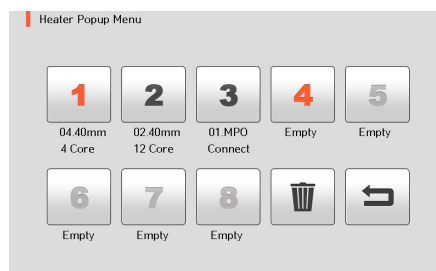 Heater Popup Menu
1 2 3 4 5
04.40mm 02.40mm 01.MPO Empty Empty
4 Core 12 Core Connect
6 7 8
Empty Empty Empty